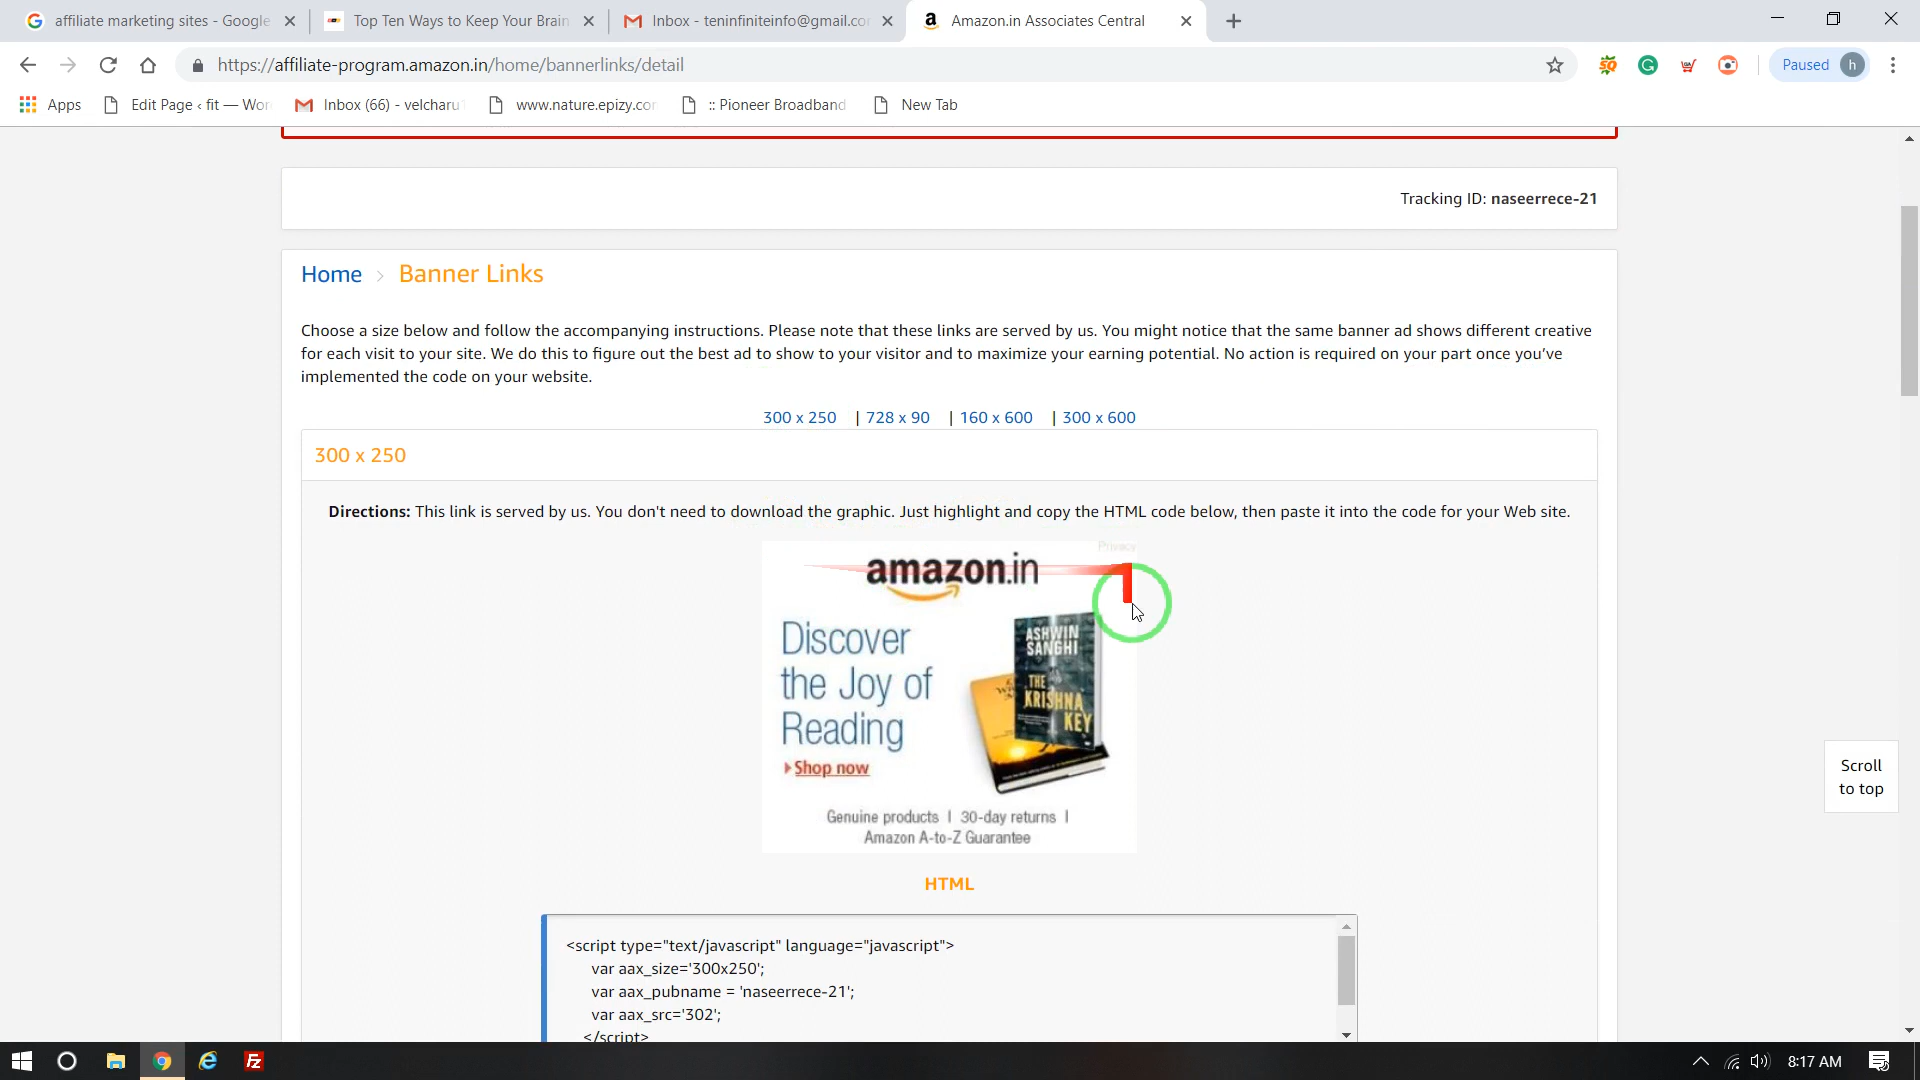 affiliate marketing sites - Google
Top Ten Ways to Keep Your Brain
Inbox - teninfiniteinfo@gmail.co
Amazon.in Associates Central
https://affiliate-program.amazon.in/home/bannerlinks/detail
Paused h
Apps
Edit Page ‹ fit — Wor
Inbox (66) - velcharu
www.nature.epizy.co
:: Pioneer Broadband
New Tab
Tracking ID: naseerrece-21
Home › Banner Links
Choose a size below and follow the accompanying instructions. Please note that these links are served by us. You might notice that the same banner ad shows different creative
for each visit to your site. We do this to figure out the best ad to show to your visitor and to maximize your earning potential. No action is required on your part once you've
implemented the code on your website.
300 x 250 | 728 x 90 | 160 x 600 | 300 x 600
300 x 250
Directions: This link is served by us. You don't need to download the graphic. Just highlight and copy the HTML code below, then paste it into the code for your Web site.
Privacy
amazon.in
Discover
the Joy of
Reading
Shop now
ASHWIN
SANGHI
THE
KRISHNA
KEY
Genuine products | 30-day returns |
Amazon A-to-Z Guarantee
HTML
<script type="text/javascript" language="javascript">
var aax_size='300x250';
var aax_pubname = 'naseerrece-21';
var aax_src='302';
</script>
Scroll
to top
8:17 AM